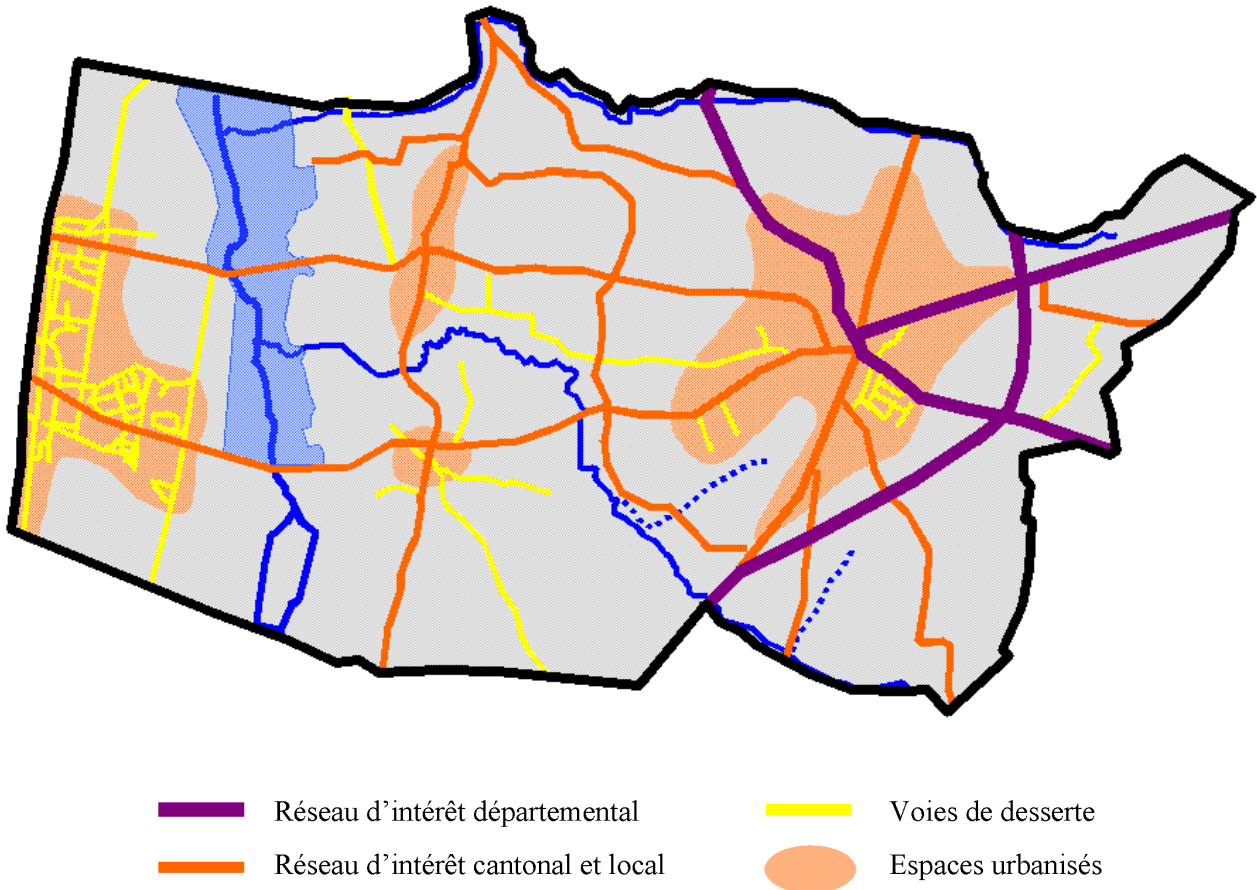 Réseau d’intérêt départemental
Voies de desserte
Réseau d’intérêt cantonal et local
Espaces urbanisés